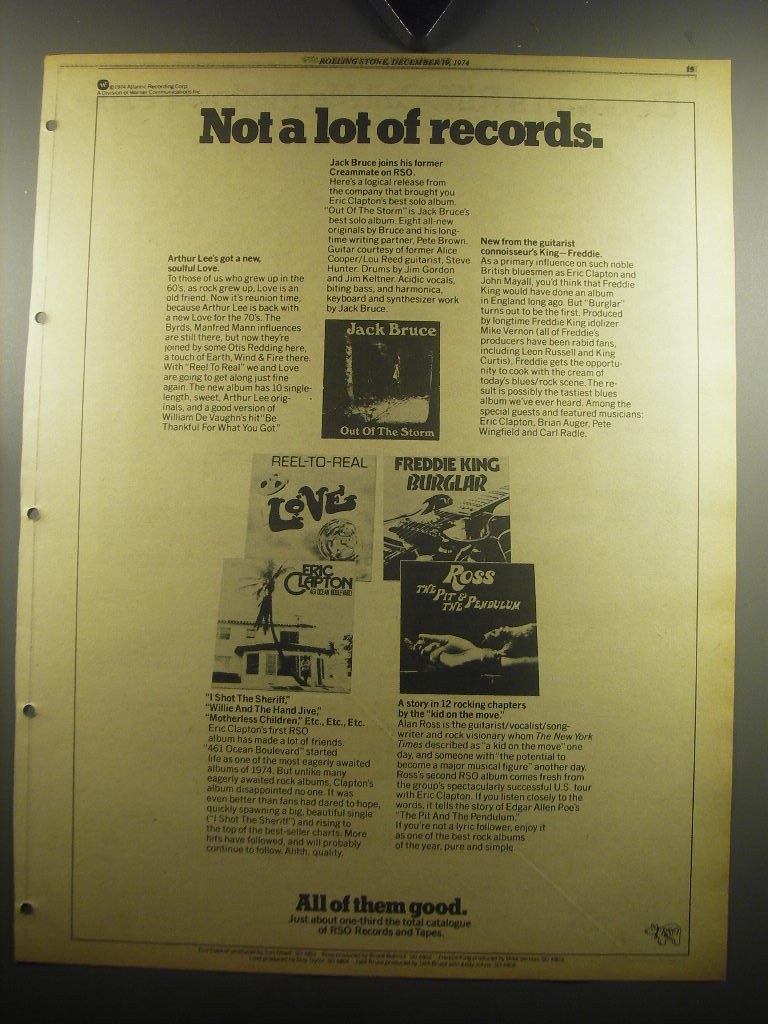 ROLLING STONE, DECEMBER 19, 1974
15
©1974 Atlantic Recording Corp.
A Division of Warner Communications Inc.
Not a lot of records.
Jack Bruce joins his former
Creammate on RSO.
Here's a logical release from
the company that brought you
Eric Clapton's best solo album.
"Out Of The Storm" is Jack Bruce's
best solo album. Eight all-new
originals by Bruce and his long-
time writing partner, Pete Brown.
Guitar courtesy of former Alice
Cooper/Lou Reed guitarist, Steve
Hunter. Drums by Jim Gordon
and Jim Keltner. Acidic vocals,
biting bass, and harmonica,
keyboard and synthesizer work
by Jack Bruce.
Arthur Lee's got a new,
soulful Love.
To those of us who grew up in the
60's, as rock grew up, Love is an
old friend. Now it's reunion time,
because Arthur Lee is back with
a new Love for the 70's. The
Byrds, Manfred Mann influences
are still there, but now they're
joined by some Otis Redding here,
a touch of Earth, Wind & Fire there.
With "Reel To Real" we and Love
are going to get along just fine
again. The new album has 10 single-
length, sweet, Arthur Lee orig-
inals, and a good version of
William De Vaughn's hit "Be
Thankful For What You Got."
New from the guitarist
connoisseur's King—Freddie.
As a primary influence on such noble
British bluesmen as Eric Clapton and
John Mayall, you'd think that Freddie
King would have done an album
in England long ago. But "Burglar"
turns out to be the first. Produced
by longtime Freddie King idolizer
Mike Vernon (all of Freddie's
producers have been rabid fans,
including Leon Russell and King
Curtis), Freddie gets the opportu-
nity to cook with the cream of
today's blues/rock scene. The re-
sult is possibly the tastiest blues
album we've ever heard. Among the
special guests and featured musicians:
Eric Clapton, Brian Auger, Pete
Wingfield and Carl Radle.
Jack Bruce
Out Of The Storm
REEL-TO-REAL
LOVE
FREDDIE KING
BURGLAR
ERIC
CLAPTON
461 OCEAN BOULEVARD
ROSS
THE PIT &
THE PENDULUM
"I Shot The Sheriff,"
"Willie And The Hand Jive,"
"Motherless Children," Etc., Etc., Etc.
Eric Clapton's first RSO
album has made a lot of friends.
"461 Ocean Boulevard" started
life as one of the most eagerly awaited
albums of 1974. But unlike many
eagerly awaited rock albums, Clapton's
album disappointed no one. It was
even better than fans had dared to hope,
quickly spawning a big, beautiful single
("I Shot The Sheriff") and rising to
the top of the best-seller charts. More
hits have followed, and will probably
continue to follow. Ahhh, quality.
A story in 12 rocking chapters
by the "kid on the move."
Alan Ross is the guitarist/vocalist/song-
writer and rock visionary whom The New York
Times described as "a kid on the move" one
day, and someone with "the potential to
become a major musical figure" another day.
Ross's second RSO album comes fresh from
the group's spectacularly successful U.S. tour
with Eric Clapton. If you listen closely to the
words, it tells the story of Edgar Allen Poe's
"The Pit And The Pendulum."
If you're not a lyric follower, enjoy it
as one of the best rock albums
of the year, pure and simple.
All of them good.
Just about one-third the total catalogue
of RSO Records and Tapes.